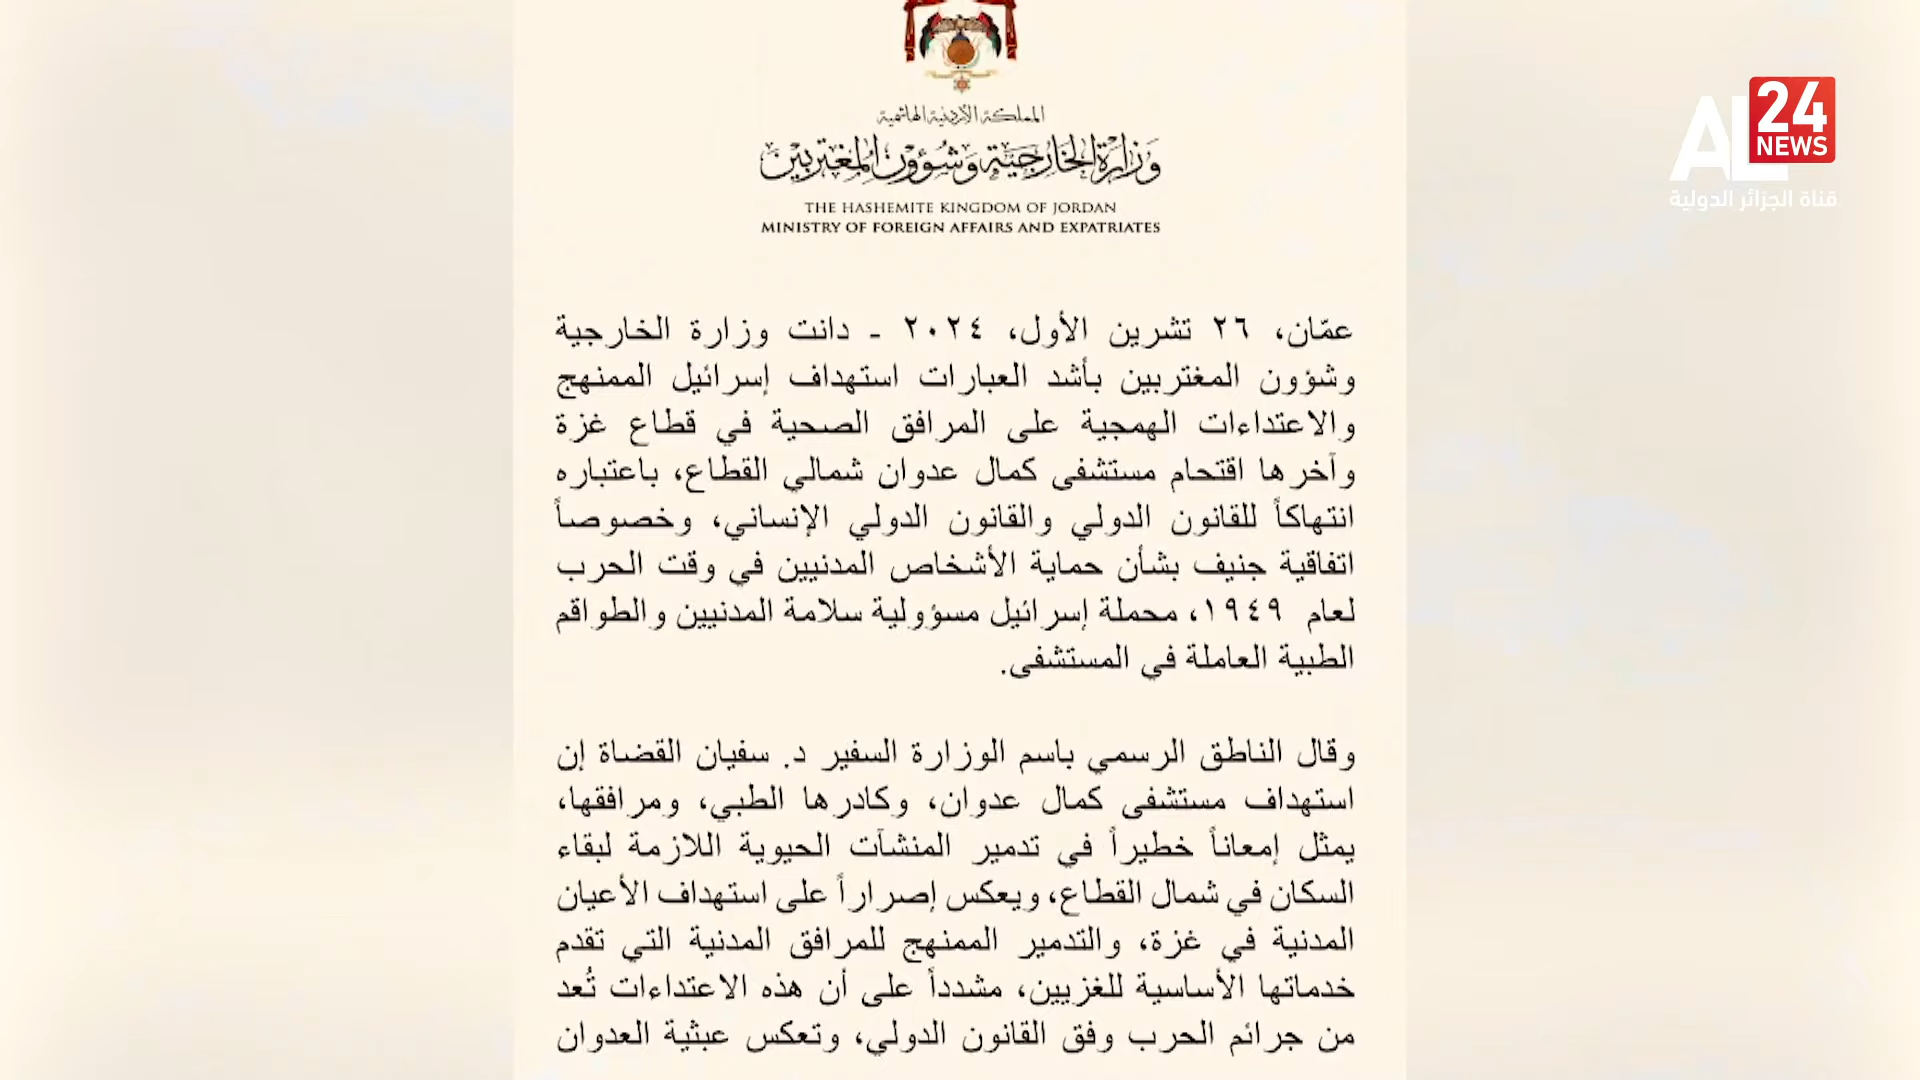 المملكة الأردنية الهاشمية
وزارة الخارجية وشؤون المغتربين
THE HASHEMITE KINGDOM OF JORDAN
MINISTRY OF FOREIGN AFFAIRS AND EXPATRIATES
AL 24 NEWS
قناة الجزائر الدولية
عمّان، ٢٦ تشرين الأول، ٢٠٢٤ - دانت وزارة الخارجية
وشؤون المغتربين بأشد العبارات استهداف إسرائيل الممنهج
والاعتداءات الهمجية على المرافق الصحية في قطاع غزة
وآخرها اقتحام مستشفى كمال عدوان شمالي القطاع، باعتباره
انتهاكاً للقانون الدولي والقانون الدولي الإنساني، وخصوصاً
اتفاقية جنيف بشأن حماية الأشخاص المدنيين في وقت الحرب
لعام ١٩٤٩، محملة إسرائيل مسؤولية سلامة المدنيين والطواقم
الطبية العاملة في المستشفى.
وقال الناطق الرسمي باسم الوزارة السفير د. سفيان القضاة إن
استهداف مستشفى كمال عدوان، وكادرها الطبي، ومرافقها،
يمثل إمعاناً خطيراً في تدمير المنشآت الحيوية اللازمة لبقاء
السكان في شمال القطاع، ويعكس إصراراً على استهداف الأعيان
المدنية في غزة، والتدمير الممنهج للمرافق المدنية التي تقدم
خدماتها الأساسية للغزيين، مشدداً على أن هذه الاعتداءات تُعد
من جرائم الحرب وفق القانون الدولي، وتعكس عبثية العدوان